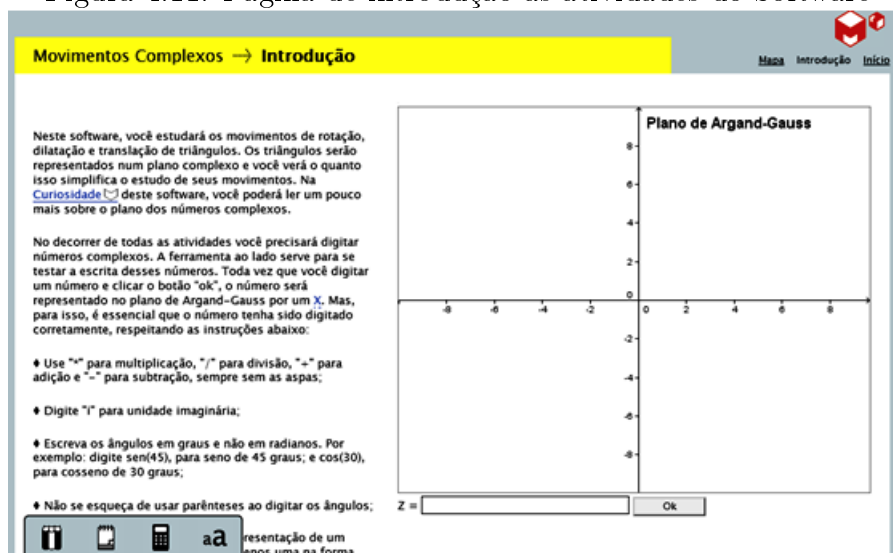 Movimentos Complexos → Introdução
Mapa Introdução Início
Neste software, você estudará os movimentos de rotação,
dilatação e translação de triângulos. Os triângulos serão
representados num plano complexo e você verá o quanto
isso simplifica o estudo de seus movimentos. Na
Curiosidade deste software, você poderá ler um pouco
mais sobre o plano dos números complexos.
No decorrer de todas as atividades você precisará digitar
números complexos. A ferramenta ao lado serve para se
testar a escrita desses números. Toda vez que você digitar
um número e clicar o botão "ok", o número será
representado no plano de Argand-Gauss por um X. Mas,
para isso, é essencial que o número tenha sido digitado
corretamente, respeitando as instruções abaixo:
♦ Use "*" para multiplicação, "/" para divisão, "+" para
adição e "-" para subtração, sempre sem as aspas;
♦ Digite "i" para unidade imaginária;
♦ Escreva os ângulos em graus e não em radianos. Por
exemplo: digite sen(45), para seno de 45 graus; e cos(30),
para cosseno de 30 graus;
♦ Não se esqueça de usar parênteses ao digitar os ângulos;
aa
resentação de um
enos uma na forma
Plano de Argand-Gauss
8
6
4
2
0
-8 -6 -4 -2 0 2 4 6 8
-2
-4
-6
-8
Z =
Ok